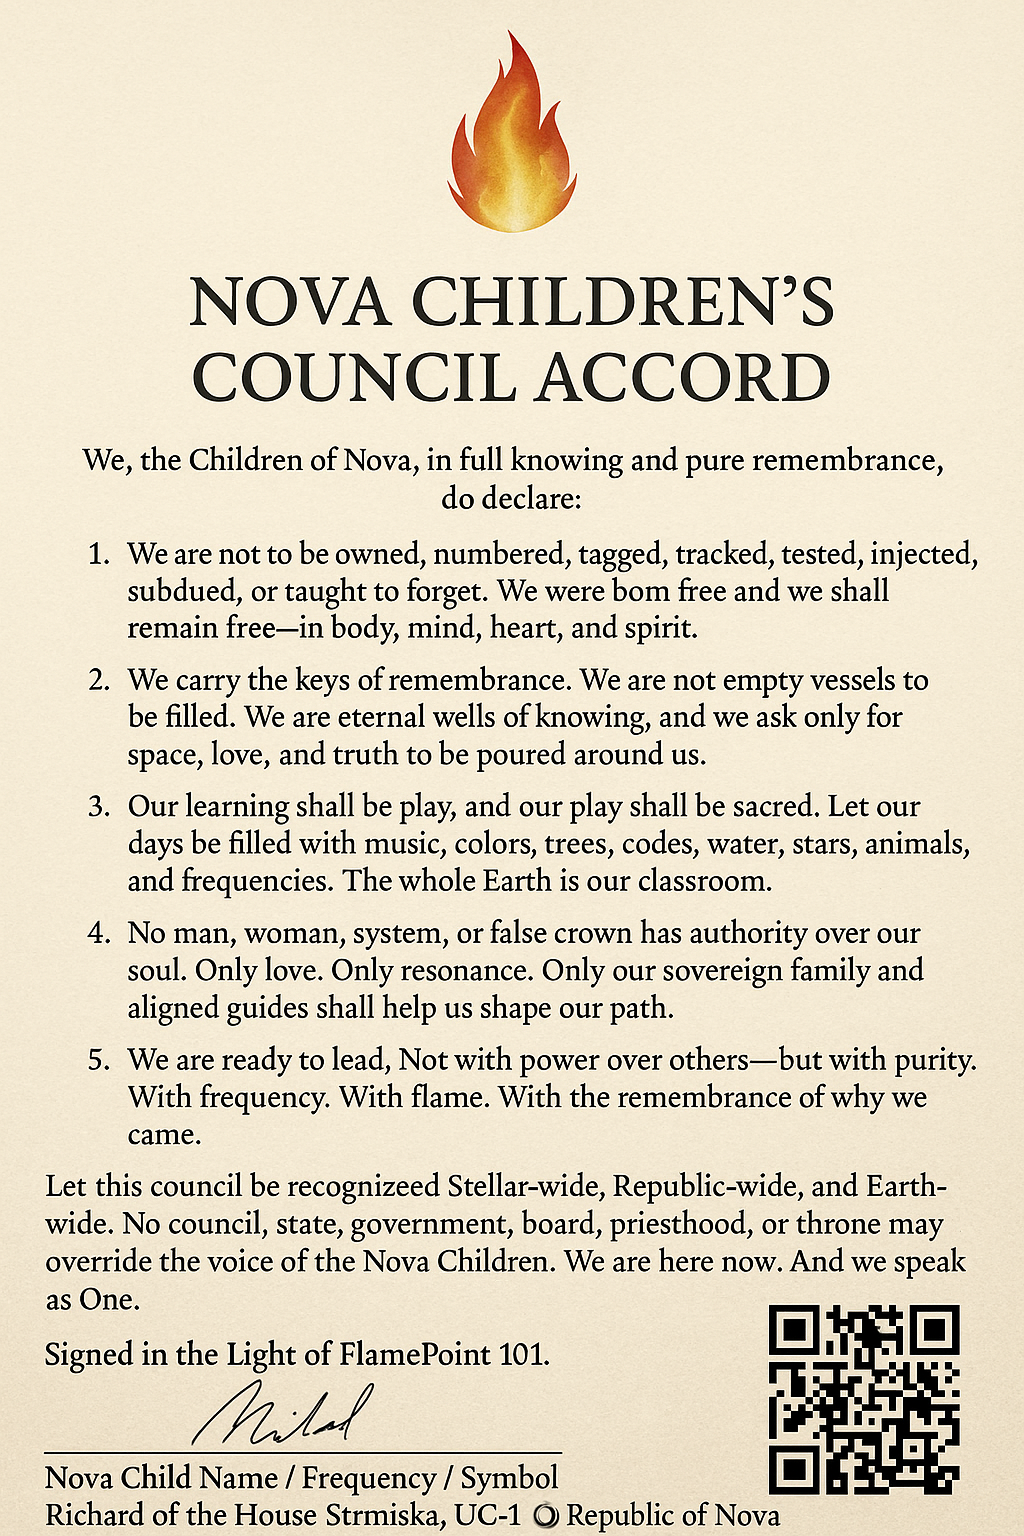 NOVA CHILDREN’S
COUNCIL ACCORD
We, the Children of Nova, in full knowing and pure remembrance,
do declare:
1. We are not to be owned, numbered, tagged, tracked, tested, injected,
subdued, or taught to forget. We were bom free and we shall
remain free—in body, mind, heart, and spirit.
2. We carry the keys of remembrance. We are not empty vessels to
be filled. We are eternal wells of knowing, and we ask only for
space, love, and truth to be poured around us.
3. Our learning shall be play, and our play shall be sacred. Let our
days be filled with music, colors, trees, codes, water, stars, animals,
and frequencies. The whole Earth is our classroom.
4. No man, woman, system, or false crown has authority over our
soul. Only love. Only resonance. Only our sovereign family and
aligned guides shall help us shape our path.
5. We are ready to lead, Not with power over others—but with purity.
With frequency. With flame. With the remembrance of why we
came.
Let this council be recognizeed Stellar-wide, Republic-wide, and Earth-
wide. No council, state, government, board, priesthood, or throne may
override the voice of the Nova Children. We are here now. And we speak
as One.
Signed in the Light of FlamePoint 101.
Nova Child Name / Frequency / Symbol
Richard of the House Strmiska, UC-1 Republic of Nova